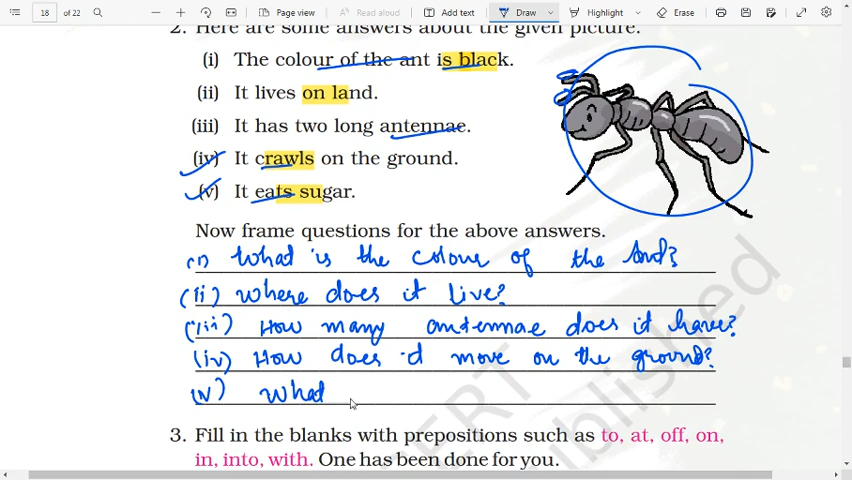 18 of 22
Page view
Read aloud
Add text
Draw
Highlight
Erase
2. Here are some answers about the given picture.
(i) The colour of the ant is black.
(ii) It lives on land.
(iii) It has two long antennae.
(iv) It crawls on the ground.
(v) It eats sugar.
Now frame questions for the above answers.
(i) What is the colour of the And?
(ii) Where does it live?
(iii) How many antennae does it have?
(iv) How does it move on the ground?
(v) What
3. Fill in the blanks with prepositions such as to, at, off, on,
in, into, with. One has been done for you.